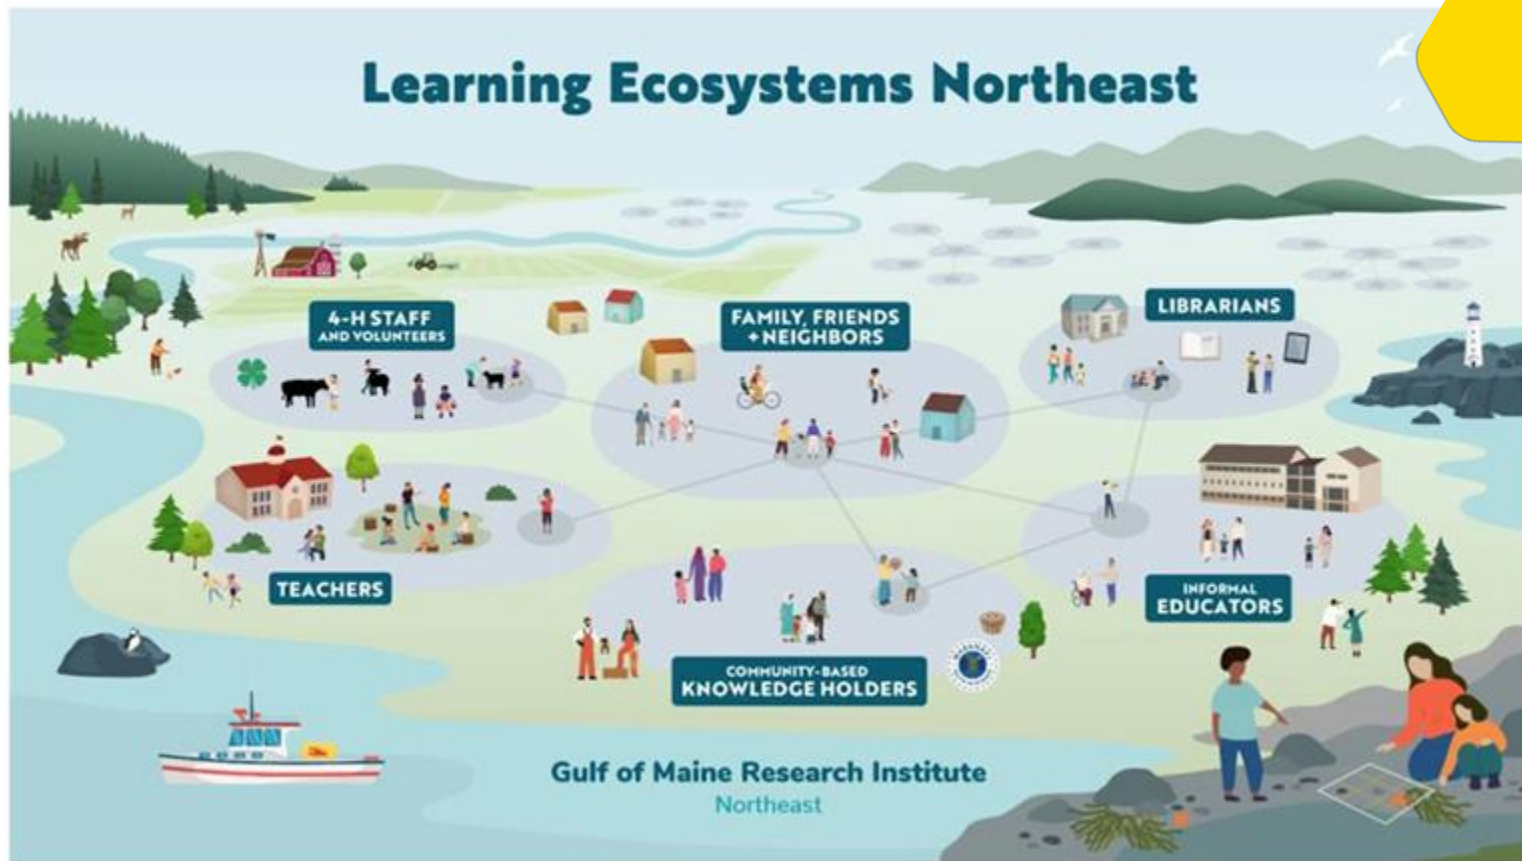 Learning Ecosystems Northeast
4-H STAFF
AND VOLUNTEERS
FAMILY, FRIENDS
+ NEIGHBORS
LIBRARIANS
TEACHERS
INFORMAL
EDUCATORS
COMMUNITY-BASED
KNOWLEDGE HOLDERS
Gulf of Maine Research Institute
Northeast